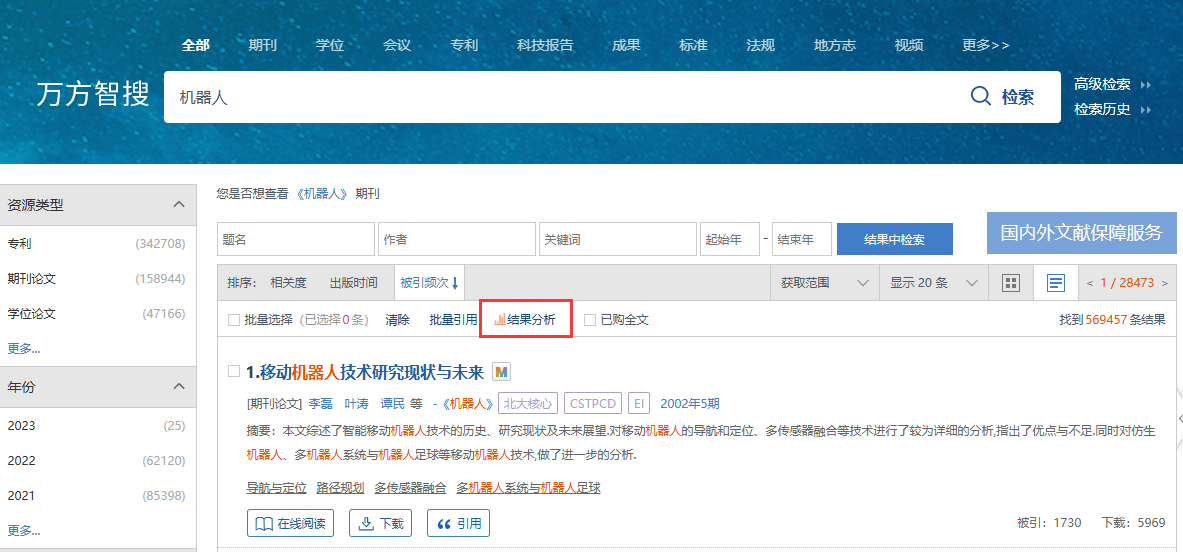 全部 期刊 学位 会议 专利 科技报告 成果 标准 法规 地方志 视频 更多>>
万方智搜 机器人 检索 高级检索
检索历史
您是否想查看《机器人》期刊
资源类型
专利 (342708)
期刊论文 (158944)
学位论文 (47166)
更多...
年份
2023 (25)
2022 (62120)
2021 (85398)
更多...
题名 作者 关键词 起始年 - 结束年 结果中检索 国内外文献保障服务
排序: 相关度 出版时间 被引频次 获取范围 显示 20 条 < 1 / 28473 >
批量选择 (已选择0条) 清除 批量引用 结果分析 已购全文 找到569457条结果
1.移动机器人技术研究现状与未来 M
[期刊论文] 李磊 叶涛 谭民 等 -《机器人》 北大核心 CSTPCD EI 2002年5期
摘要: 本文综述了智能移动机器人技术的历史、研究现状及未来展望.对移动机器人的导航和定位、多传感器融合等技术进行了较为详细的分析,指出了优点与不足.同时对仿生
机器人、多机器人系统与机器人足球等移动机器人技术,做了进一步的分析.
导航与定位 路径规划 多传感器融合 多机器人系统与机器人足球
在线阅读 下载 引用 被引: 1730 下载: 5969